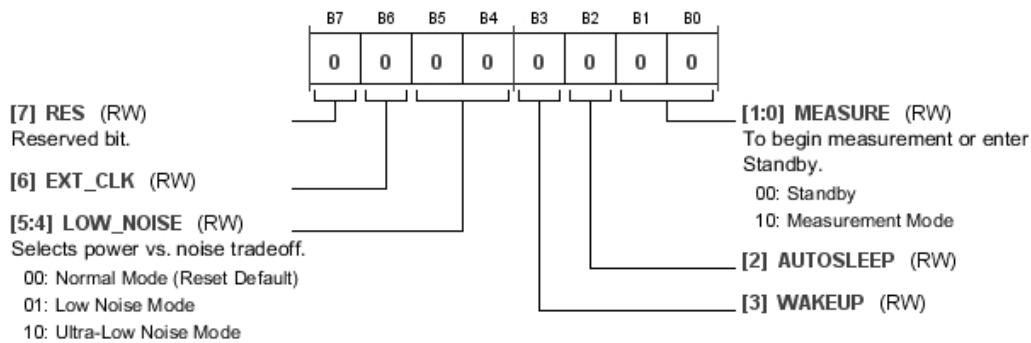 B7 B6 B5 B4 B3 B2 B1 B0
0 0 0 0 0 0 0 0
[7] RES (RW)
Reserved bit.
[6] EXT_CLK (RW)
[5:4] LOW_NOISE (RW)
Selects power vs. noise tradeoff.
00: Normal Mode (Reset Default)
01: Low Noise Mode
10: Ultra-Low Noise Mode
[1:0] MEASURE (RW)
To begin measurement or enter
Standby.
00: Standby
10: Measurement Mode
[2] AUTOSLEEP (RW)
[3] WAKEUP (RW)